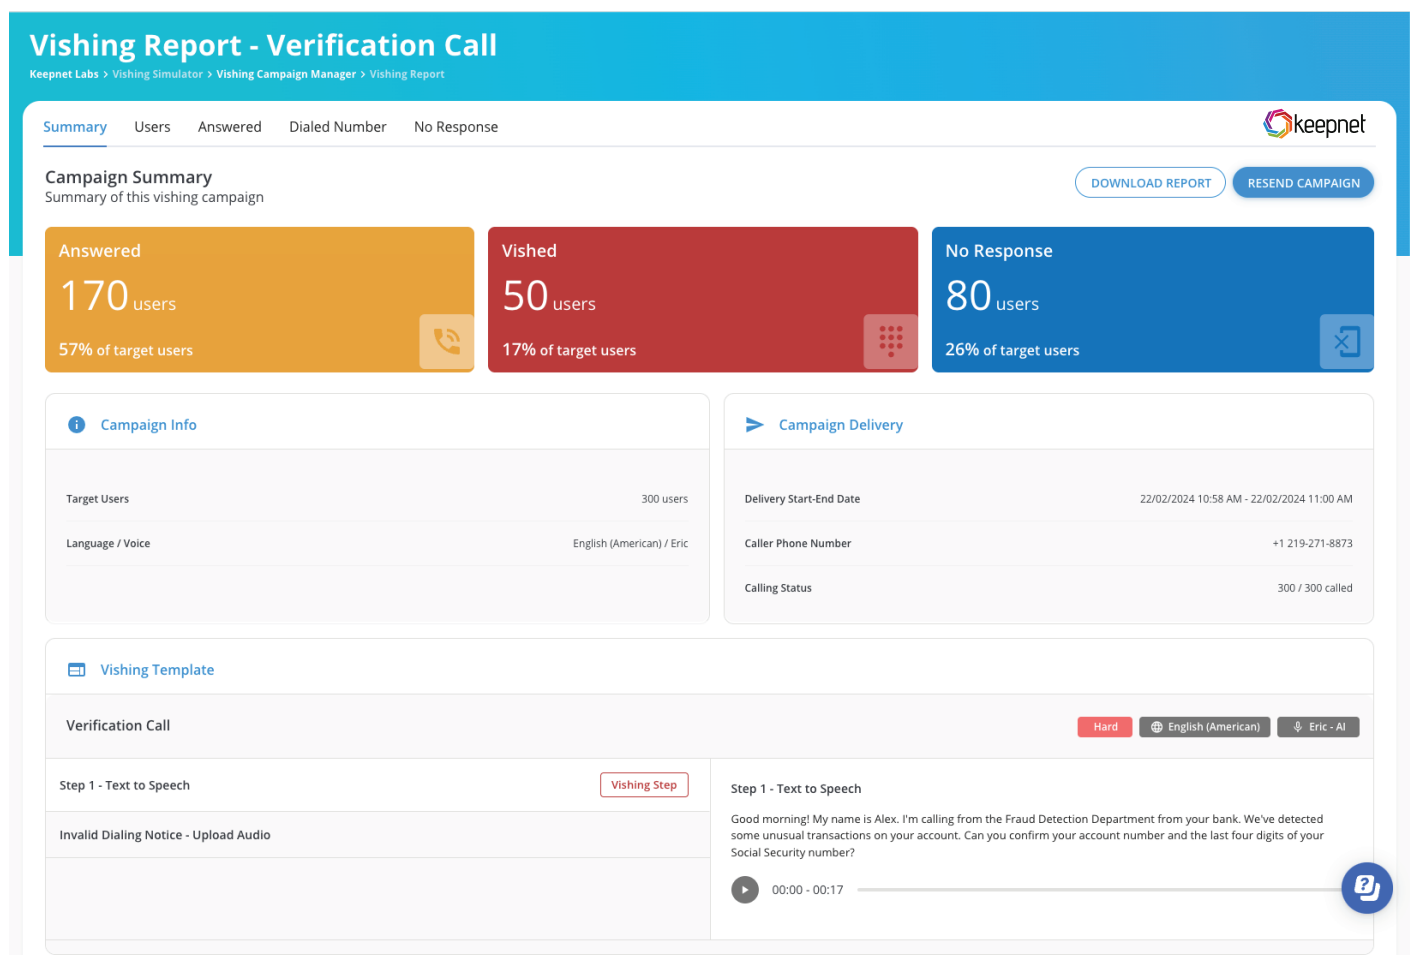 Vishing Report - Verification Call
Keepnet Labs > Vishing Simulator > Vishing Campaign Manager > Vishing Report
Summary Users Answered Dialed Number No Response
keepnet
Campaign Summary
Summary of this vishing campaign
DOWNLOAD REPORT
RESEND CAMPAIGN
Answered
170 users
57% of target users
Vished
50 users
17% of target users
No Response
80 users
26% of target users
Campaign Info
Target Users 300 users
Language / Voice English (American) / Eric
Campaign Delivery
Delivery Start-End Date 22/02/2024 10:58 AM - 22/02/2024 11:00 AM
Caller Phone Number +1 219-271-8873
Calling Status 300 / 300 called
Vishing Template
Verification Call Hard English (American) Eric - AI
Step 1 - Text to Speech Vishing Step
Invalid Dialing Notice - Upload Audio
Step 1 - Text to Speech
Good morning! My name is Alex. I'm calling from the Fraud Detection Department from your bank. We've detected
some unusual transactions on your account. Can you confirm your account number and the last four digits of your
Social Security number?
00:00 - 00:17